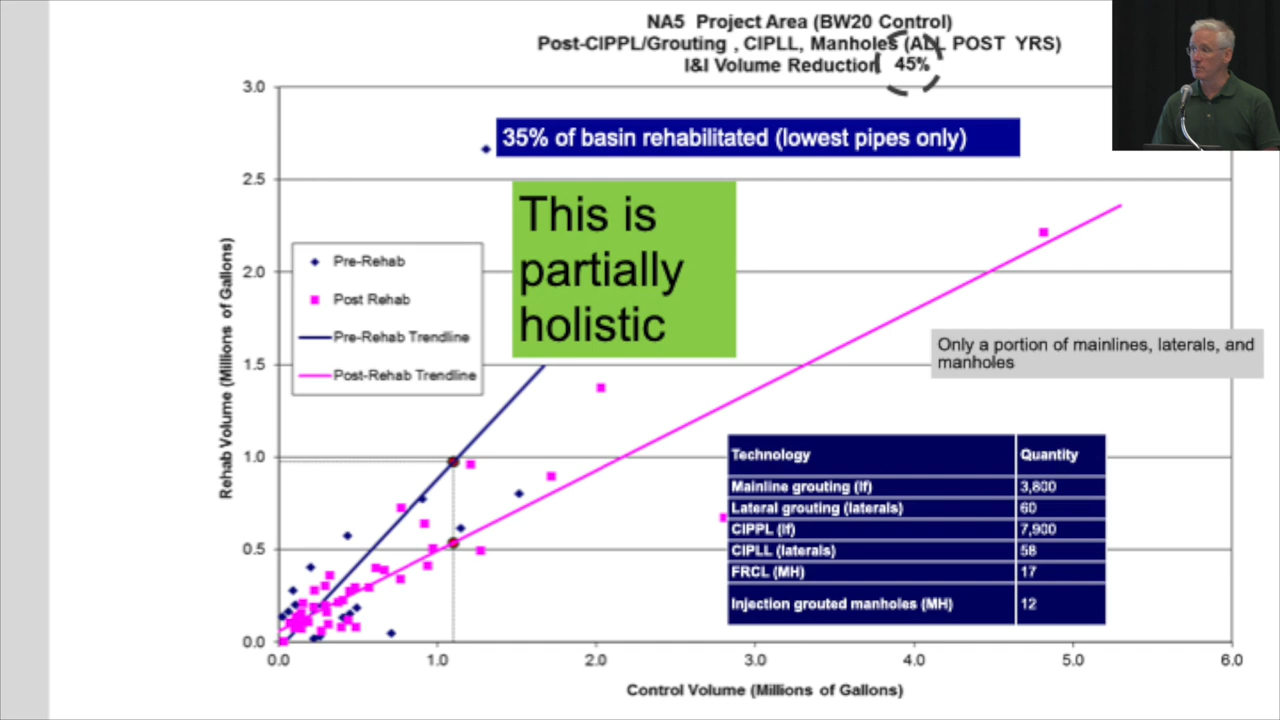 NA5 Project Area (BW20 Control)
Post-CIPPL/Grouting , CIPLL, Manholes (ALL POST YRS)
I&I Volume Reduction 45%
35% of basin rehabilitated (lowest pipes only)
This is
partially
holistic
Pre-Rehab
Post Rehab
Pre-Rehab Trendline
Post-Rehab Trendline
Only a portion of mainlines, laterals, and
manholes
Technology Quantity
Mainline grouting (lf) 3,800
Lateral grouting (laterals) 60
CIPPL (lf) 7,900
CIPLL (laterals) 58
FRCL (MH) 17
Injection grouted manholes (MH) 12
Rehab Volume (Millions of Gallons)
3.0
2.5
2.0
1.5
1.0
0.5
0.0
0.0 1.0 2.0 3.0 4.0 5.0 6.0
Control Volume (Millions of Gallons)